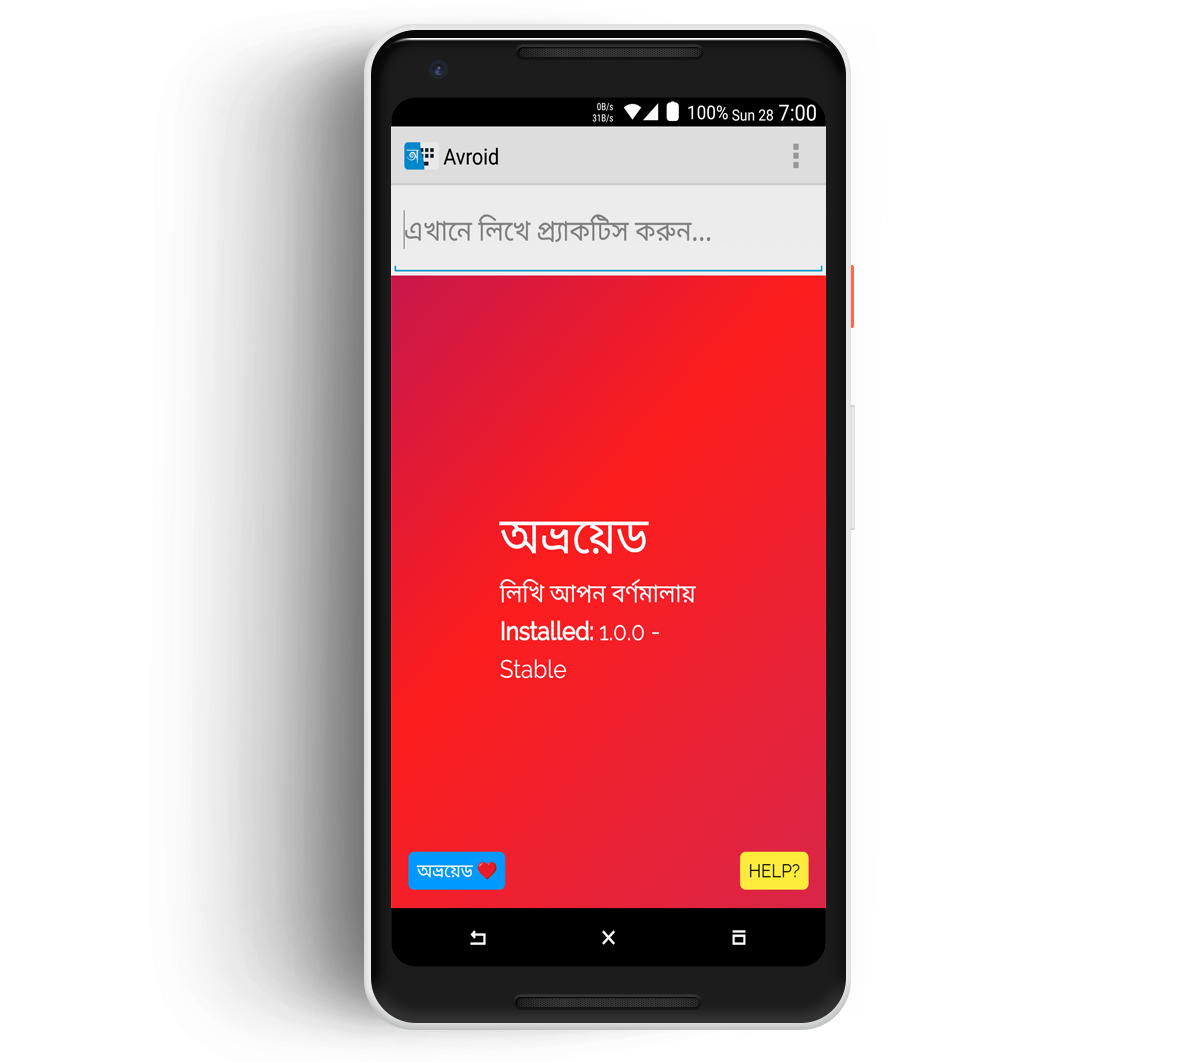 0B/s
31B/s
100% Sun 28 7:00
অ
Avroid
এখানে লিখে প্র্যাকটিস করুন...
অভ্রয়েড
লিখি আপন বর্ণমালায়
Installed: 1.0.0 -
Stable
অভ্রয়েড ❤
HELP?